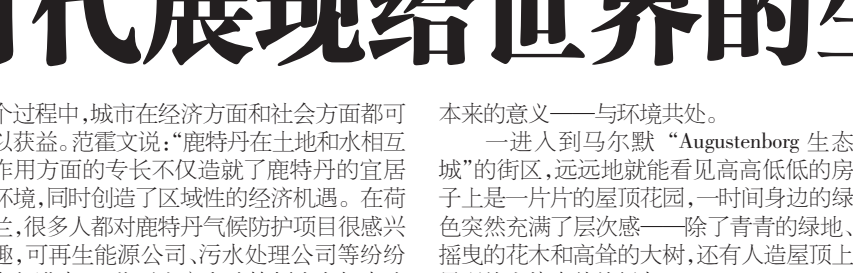 时代展现给世界的生
个过程中,城市在经济方面和社会方面都可
以获益。范霍文说:“鹿特丹在土地和水相互
作用方面的专长不仅造就了鹿特丹的宜居
环境,同时创造了区域性的经济机遇。在荷
兰,很多人都对鹿特丹气候防护项目很感兴
趣,可再生能源公司、污水处理公司等纷纷
本来的意义——与环境共处。
一进入到马尔默“Augustenborg 生态
城”的街区,远远地就能看见高高低低的房
子上是一片片的屋顶花园,一时间身边的绿
色突然充满了层次感——除了青青的绿地、
摇曳的花木和高耸的大树,还有人造屋顶上